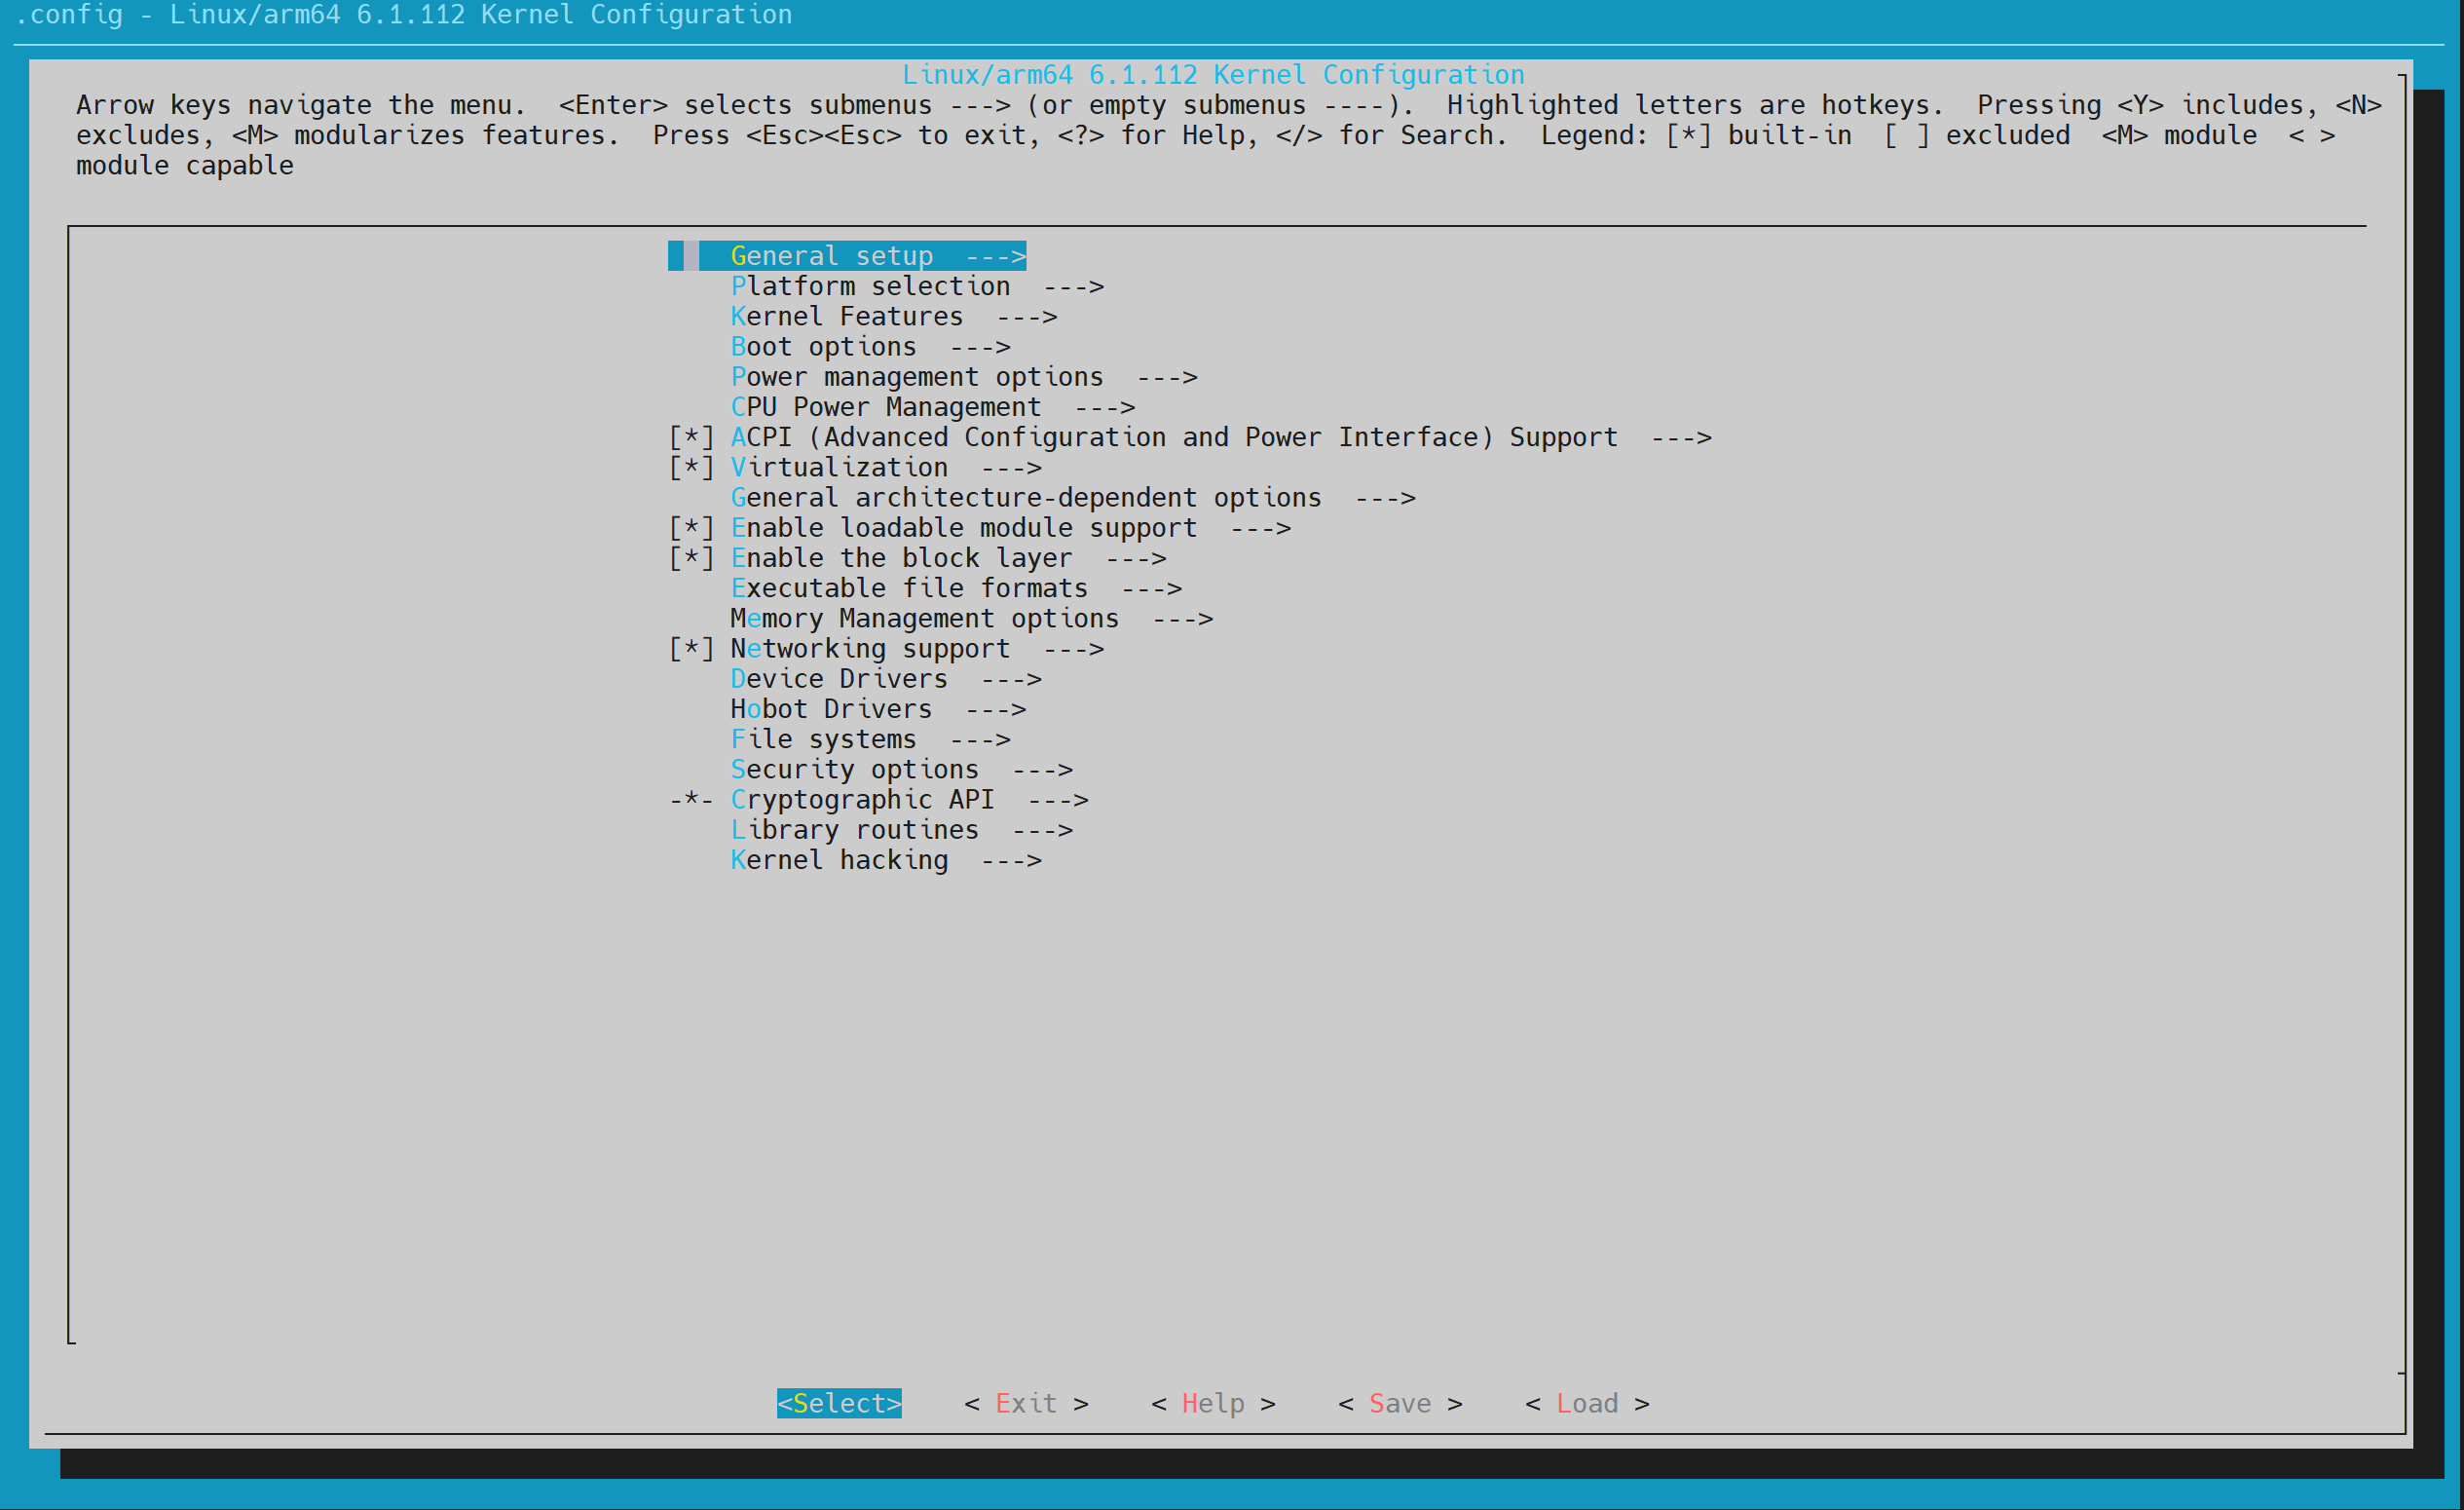 .config - Linux/arm64 6.1.112 Kernel Configuration
Linux/arm64 6.1.112 Kernel Configuration
Arrow keys navigate the menu.  <Enter> selects submenus ---> (or empty submenus ----).  Highlighted letters are hotkeys.  Pressing <Y> includes, <N>
excludes, <M> modularizes features.  Press <Esc><Esc> to exit, <?> for Help, </> for Search.  Legend: [*] built-in  [ ] excluded  <M> module  < >
module capable
General setup  --->
Platform selection  --->
Kernel Features  --->
Boot options  --->
Power management options  --->
CPU Power Management  --->
[*] ACPI (Advanced Configuration and Power Interface) Support  --->
[*] Virtualization  --->
General architecture-dependent options  --->
[*] Enable loadable module support  --->
[*] Enable the block layer  --->
Executable file formats  --->
Memory Management options  --->
[*] Networking support  --->
Device Drivers  --->
Hobot Drivers  --->
File systems  --->
Security options  --->
-*- Cryptographic API  --->
Library routines  --->
Kernel hacking  --->
<Select>    < Exit >    < Help >    < Save >    < Load >